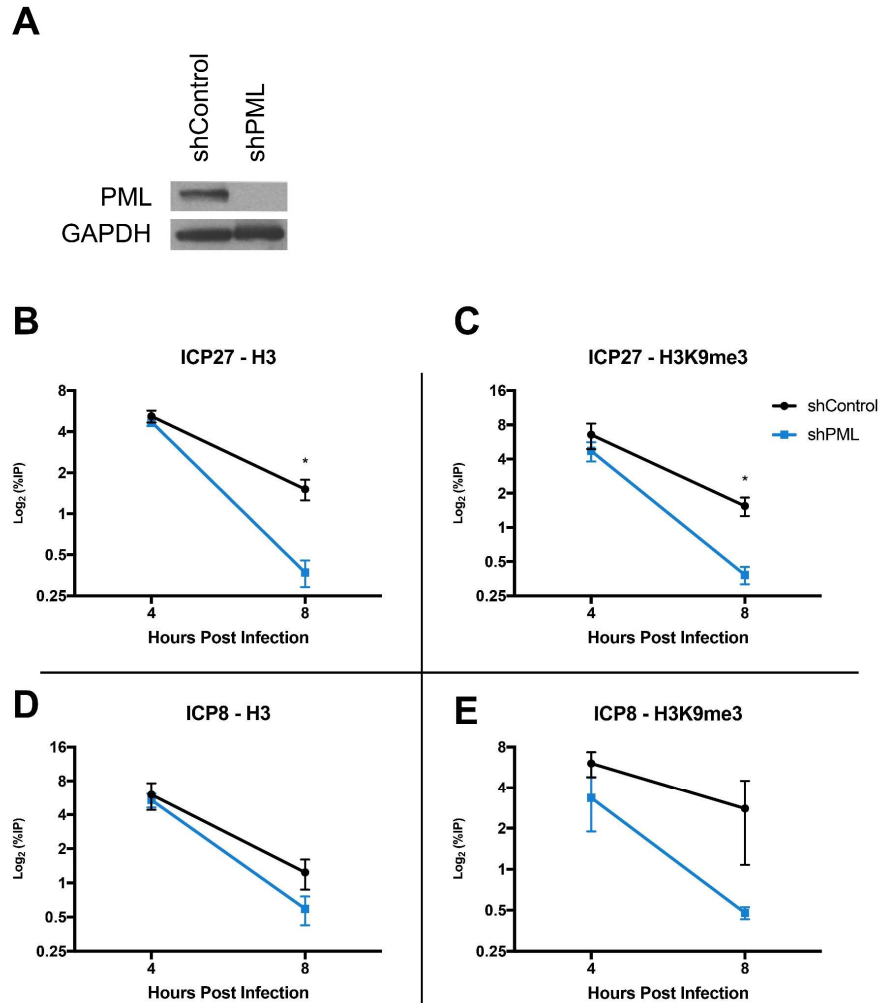 A
shControl
shPML
PML
GAPDH
B
ICP27 - H3
8
4
2
1
0.5
0.25
Log2 (%IP)
*
4
8
Hours Post Infection
C
ICP27 - H3K9me3
16
8
4
2
1
0.5
0.25
Log2 (%IP)
*
4
8
Hours Post Infection
shControl
shPML
D
ICP8 - H3
16
8
4
2
1
0.5
0.25
Log2 (%IP)
4
8
Hours Post Infection
E
ICP8 - H3K9me3
8
4
2
1
0.5
0.25
Log2 (%IP)
4
8
Hours Post Infection